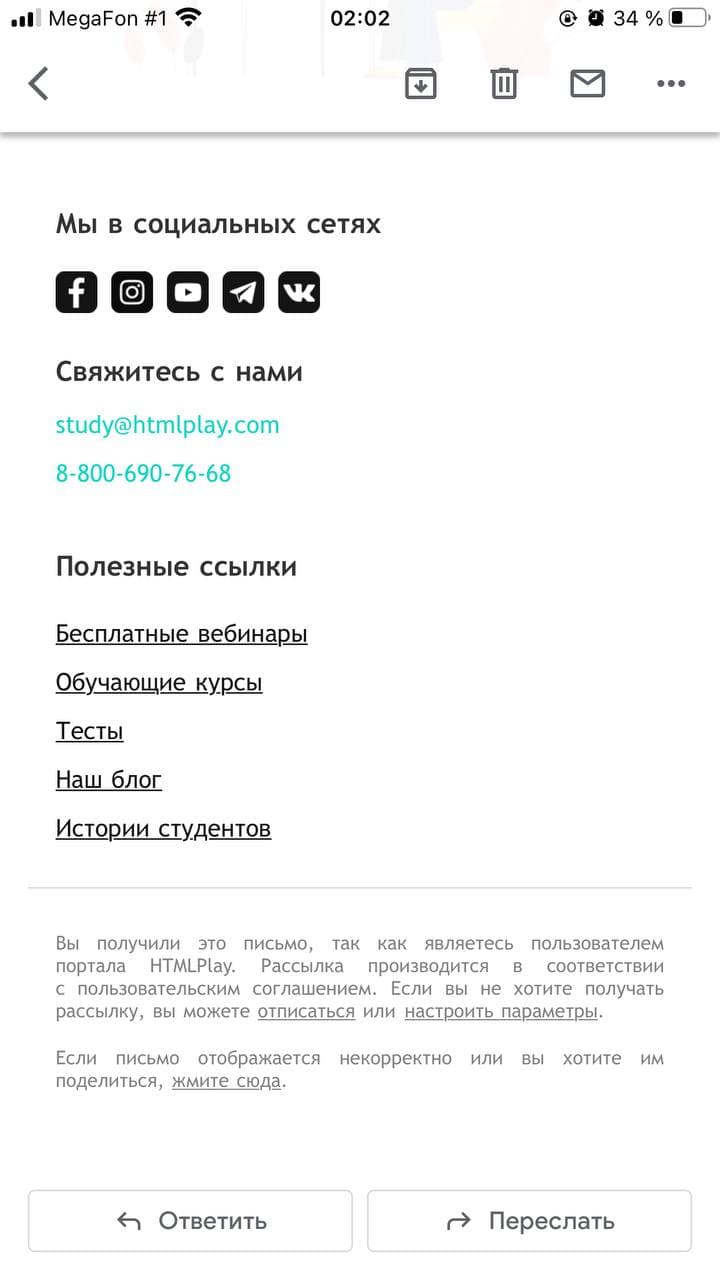 MegaFon #1 02:02 34 %
Мы в социальных сетях
Свяжитесь с нами
study@htmlplay.com
8-800-690-76-68
Полезные ссылки
Бесплатные вебинары
Обучающие курсы
Тесты
Наш блог
Истории студентов
Вы получили это письмо, так как являетесь пользователем
портала HTMLPlay. Рассылка производится в соответствии
с пользовательским соглашением. Если вы не хотите получать
рассылку, вы можете отписаться или настроить параметры.
Если письмо отображается некорректно или вы хотите им
поделиться, жмите сюда.
Ответить Переслать